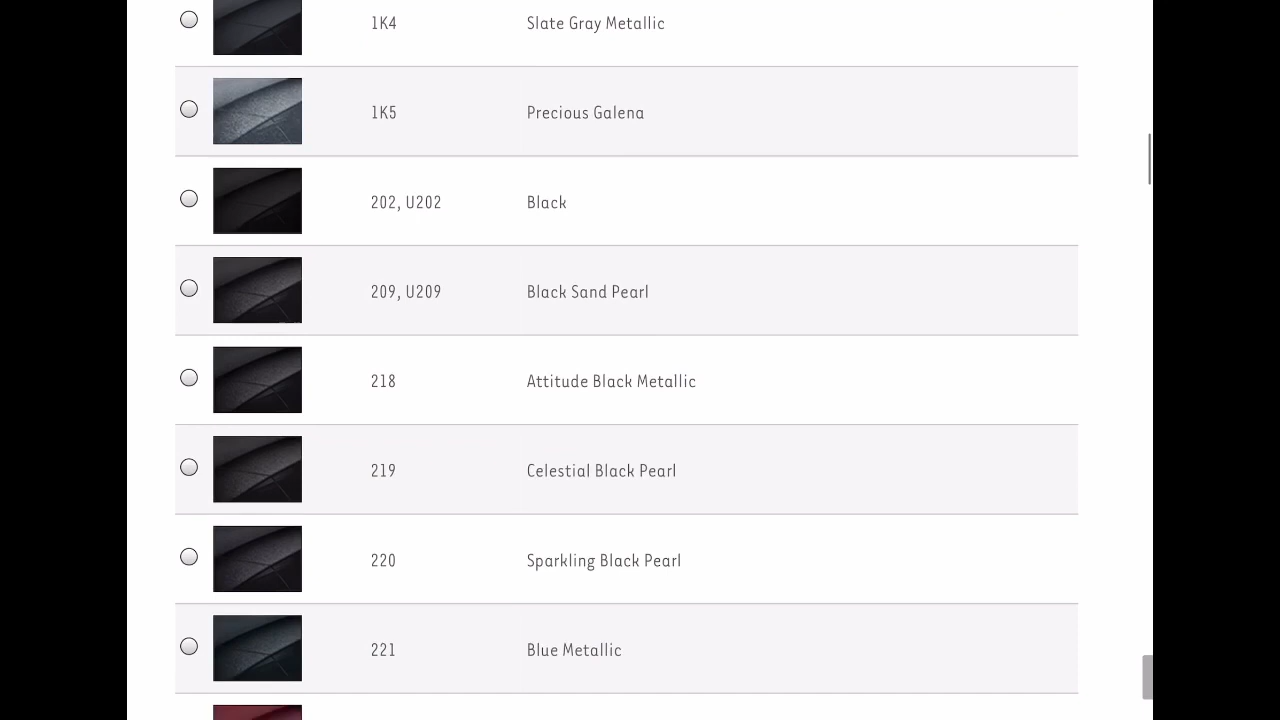 1K4 Slate Gray Metallic
1K5 Precious Galena
202, U202 Black
209, U209 Black Sand Pearl
218 Attitude Black Metallic
219 Celestial Black Pearl
220 Sparkling Black Pearl
221 Blue Metallic